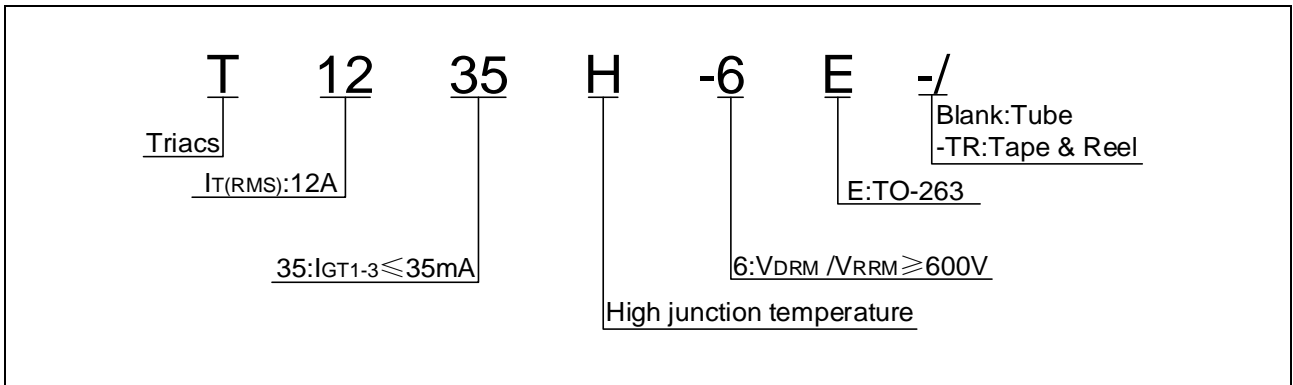 T 12 35 H -6 E -/
Blank:Tube
Triacs
-TR:Tape & Reel
IT(RMS):12A
E:TO-263
35:IGT1-3≤35mA
6:VDRM /VRRM≥600V
High junction temperature